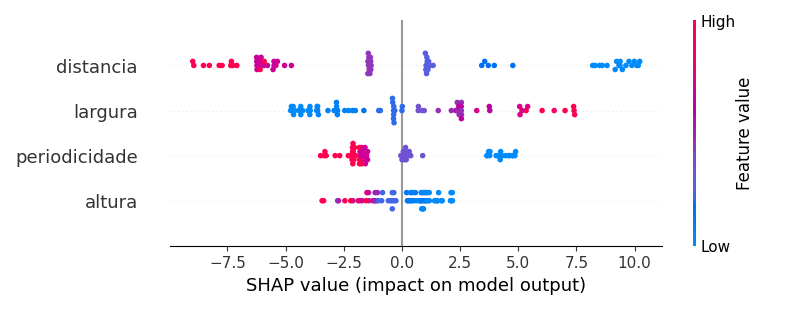 High
distancia
largura
periodicidade
altura
Feature value
Low
−7.5 −5.0 −2.5 0.0 2.5 5.0 7.5 10.0
SHAP value (impact on model output)